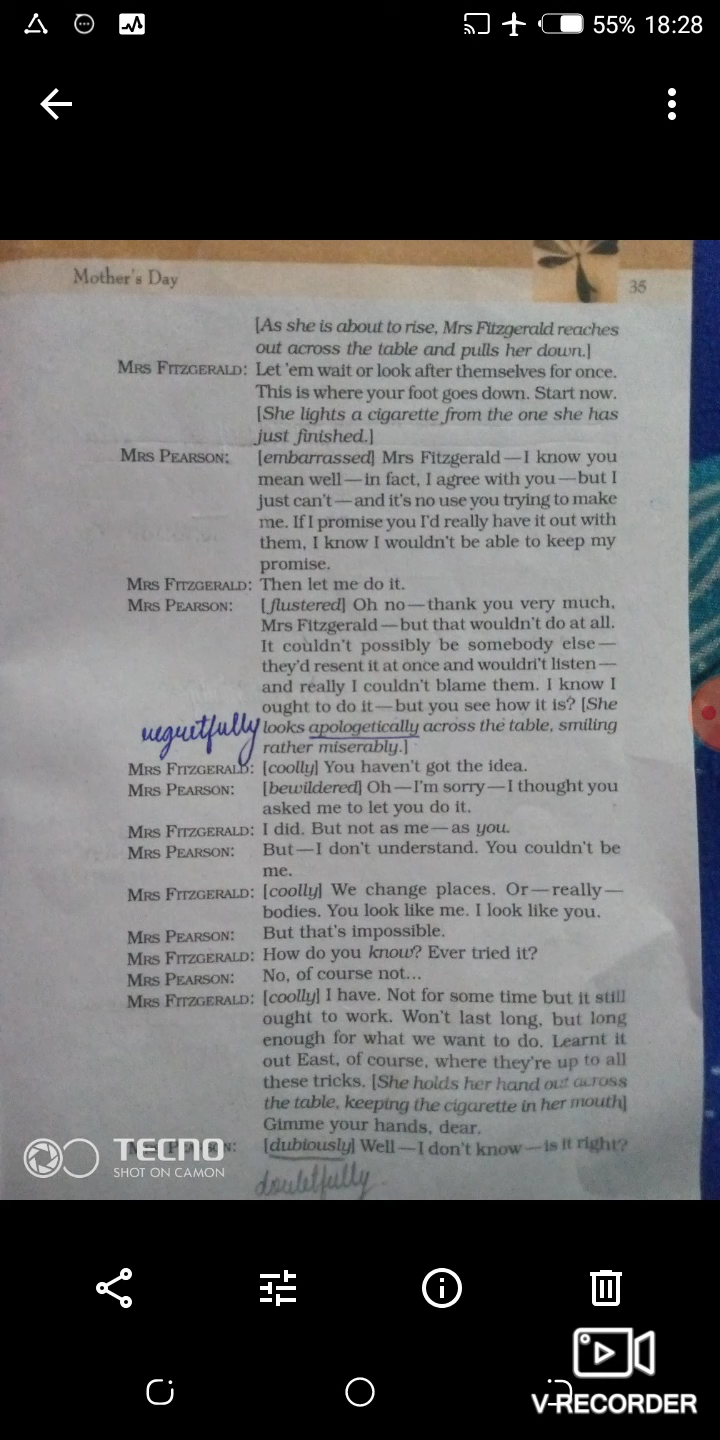 55% 18:28
Mother's Day 35
[As she is about to rise, Mrs Fitzgerald reaches
out across the table and pulls her down.]
MRS FITZGERALD: Let 'em wait or look after themselves for once.
This is where your foot goes down. Start now.
[She lights a cigarette from the one she has
just finished.]
MRS PEARSON: [embarrassed] Mrs Fitzgerald—I know you
mean well—in fact, I agree with you—but I
just can't—and it's no use you trying to make
me. If I promise you I'd really have it out with
them, I know I wouldn't be able to keep my
promise.
MRS FITZGERALD: Then let me do it.
MRS PEARSON: [flustered] Oh no—thank you very much,
Mrs Fitzgerald—but that wouldn't do at all.
It couldn't possibly be somebody else—
they'd resent it at once and wouldn't listen—
and really I couldn't blame them. I know I
ought to do it—but you see how it is? [She
reguetfully looks apologetically across the table, smiling
rather miserably.]
MRS FITZGERALD: [coolly] You haven't got the idea.
MRS PEARSON: [bewildered] Oh—I'm sorry—I thought you
asked me to let you do it.
MRS FITZGERALD: I did. But not as me—as you.
MRS PEARSON: But—I don't understand. You couldn't be
me.
MRS FITZGERALD: [coolly] We change places. Or—really—
bodies. You look like me. I look like you.
MRS PEARSON: But that's impossible.
MRS FITZGERALD: How do you know? Ever tried it?
MRS PEARSON: No, of course not...
MRS FITZGERALD: [coolly] I have. Not for some time but it still
ought to work. Won't last long, but long
enough for what we want to do. Learnt it
out East, of course, where they're up to all
these tricks. [She holds her hand out across
the table, keeping the cigarette in her mouth]
Gimme your hands, dear.
MRS PEARSON: [dubiously] Well—I don't know—is it right?
doubtfully
TECNO
SHOT ON CAMON
V-RECORDER